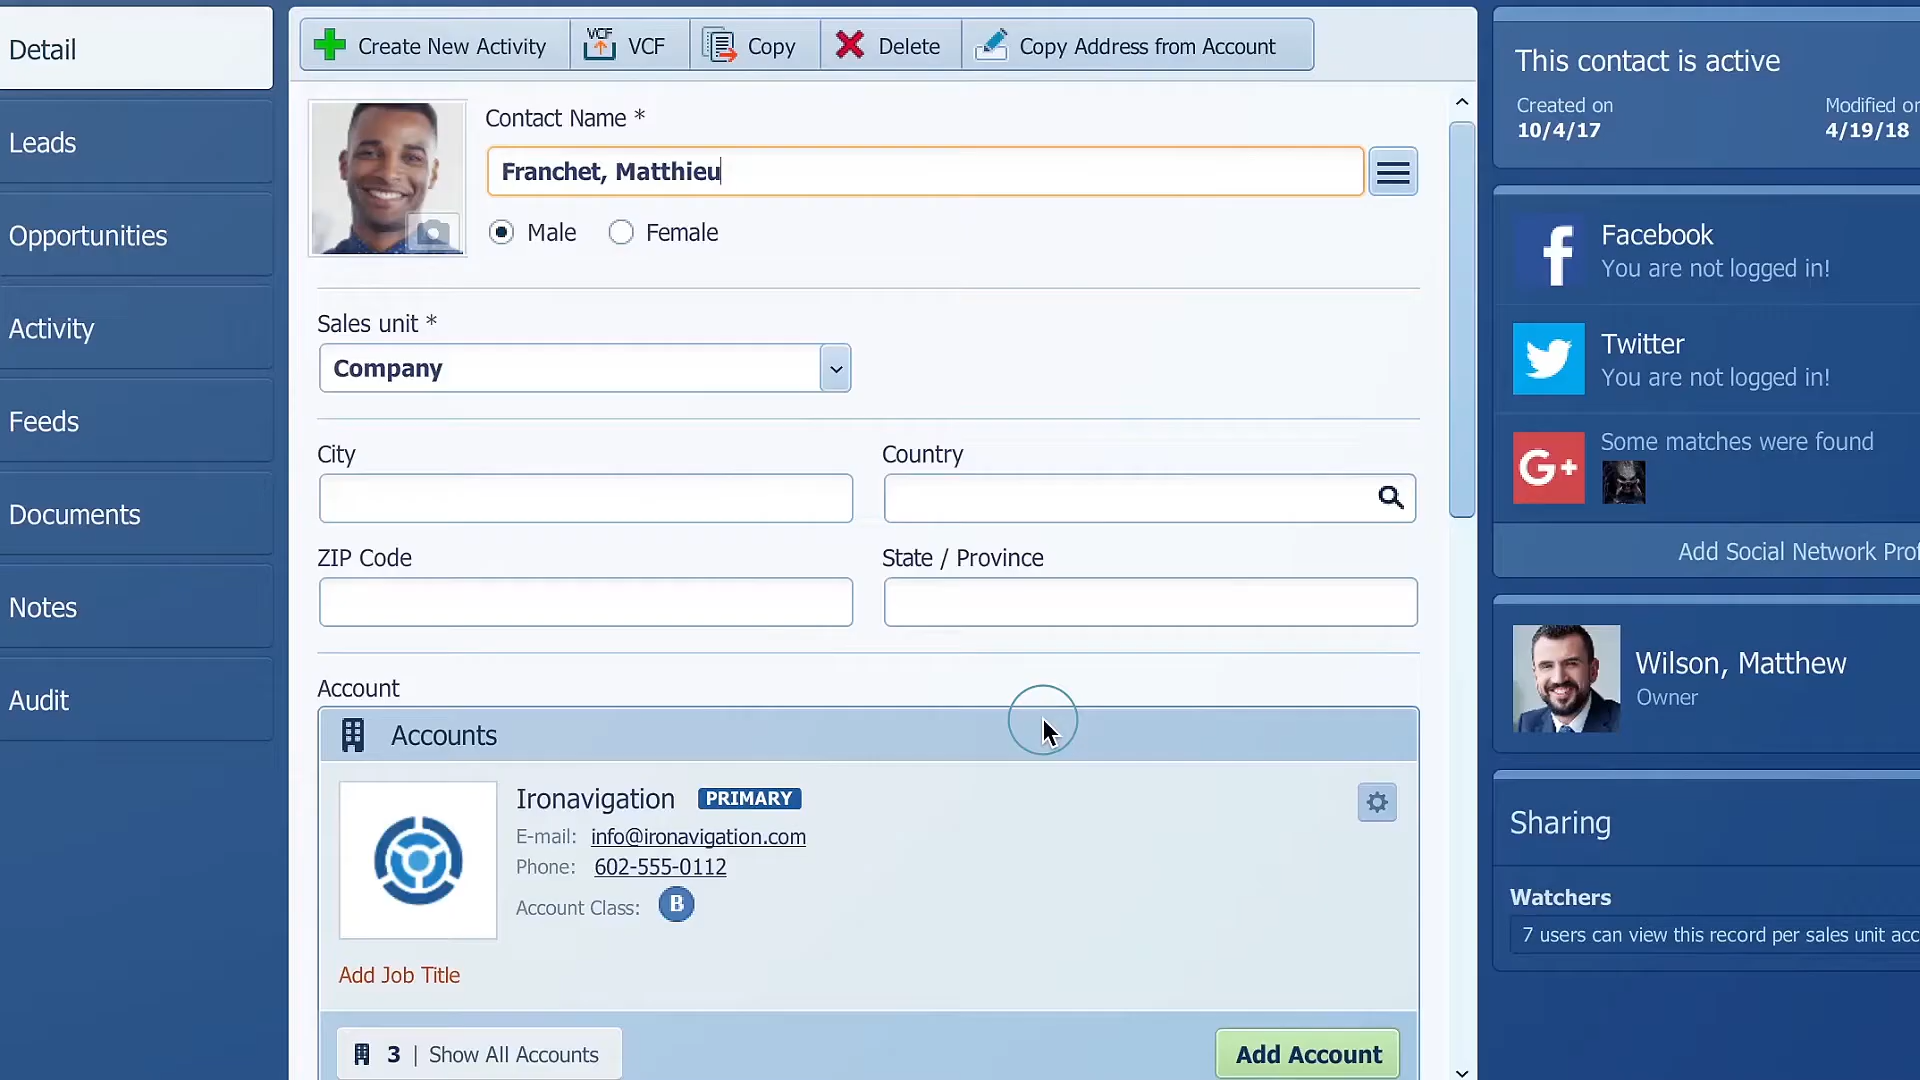 Detail
Leads
Opportunities
Activity
Feeds
Documents
Notes
Audit
Create New Activity
VCF
VCF
Copy
Delete
Copy Address from Account
Contact Name *
Franchet, Matthieu
Male
Female
Sales unit *
Company
City
Country
ZIP Code
State / Province
Account
Accounts
Ironavigation PRIMARY
E-mail: info@ironavigation.com
Phone: 602-555-0112
Account Class: B
Add Job Title
3 | Show All Accounts
Add Account
This contact is active
Created on
10/4/17
Modified on
4/19/18
f
Facebook
You are not logged in!
Twitter
You are not logged in!
G+
Some matches were found
Add Social Network Prof
Wilson, Matthew
Owner
Sharing
Watchers
7 users can view this record per sales unit acc